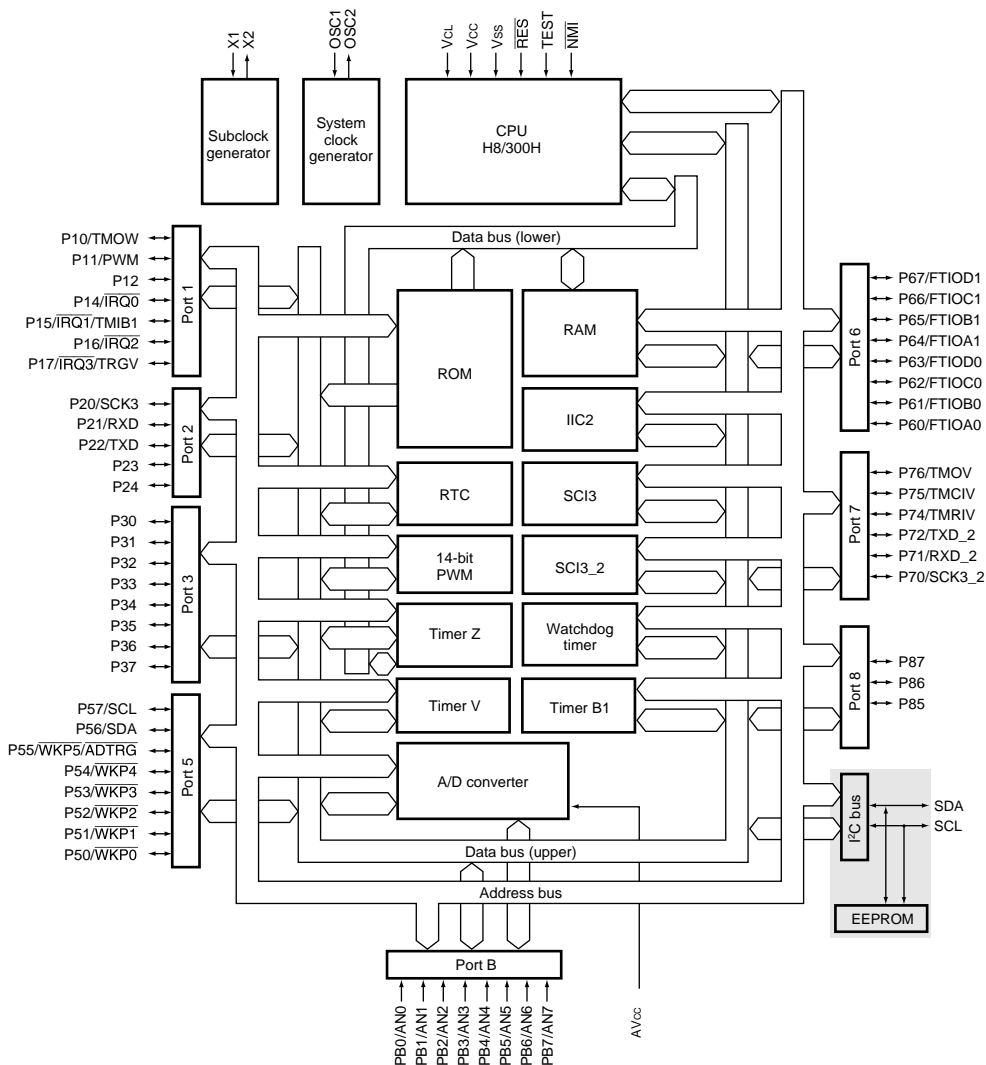 X1
X2
OSC1
OSC2
VCL
VCC
VSS
RES
TEST
NMI
Subclock
generator
System
clock
generator
CPU
H8/300H
Data bus (lower)
P10/TMOW
P11/PWM
P12
P14/IRQ0
P15/IRQ1/TMIB1
P16/IRQ2
P17/IRQ3/TRGV
Port 1
P20/SCK3
P21/RXD
P22/TXD
P23
P24
Port 2
P30
P31
P32
P33
P34
P35
P36
P37
Port 3
P57/SCL
P56/SDA
P55/WKP5/ADTRG
P54/WKP4
P53/WKP3
P52/WKP2
P51/WKP1
P50/WKP0
Port 5
ROM
RAM
IIC2
RTC
SCI3
14-bit
PWM
SCI3_2
Timer Z
Watchdog
timer
Timer V
Timer B1
A/D converter
Port 6
P67/FTIOD1
P66/FTIOC1
P65/FTIOB1
P64/FTIOA1
P63/FTIOD0
P62/FTIOC0
P61/FTIOB0
P60/FTIOA0
Port 7
P76/TMOV
P75/TMCIV
P74/TMRIV
P72/TXD_2
P71/RXD_2
P70/SCK3_2
Port 8
P87
P86
P85
I²C bus
SDA
SCL
EEPROM
Data bus (upper)
Address bus
Port B
PB0/AN0
PB1/AN1
PB2/AN2
PB3/AN3
PB4/AN4
PB5/AN5
PB6/AN6
PB7/AN7
AVCC